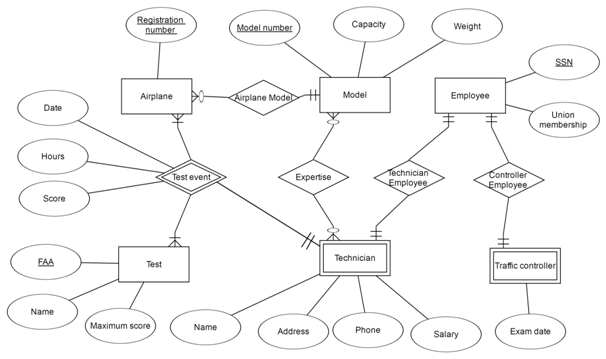 Registration
number
Model number
Capacity
Weight
SSN
Union
membership
Airplane
Airplane Model
Model
Employee
Date
Hours
Score
Test event
Expertise
Technician
Employee
Controller
Employee
FAA
Name
Maximum score
Test
Technician
Traffic controller
Name
Address
Phone
Salary
Exam date